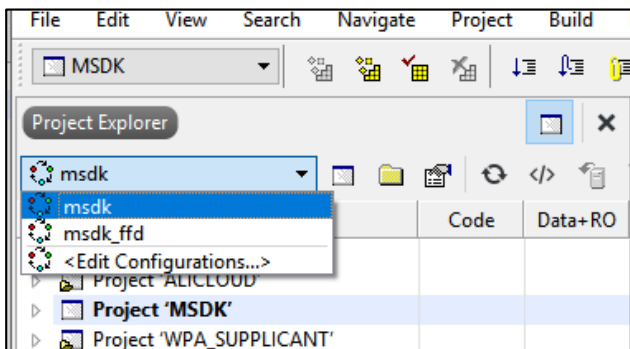 File Edit View Search Navigate Project Build
MSDK
Project Explorer
msdk
msdk Code Data+RO
msdk_ffd
<Edit Configurations...>
Project 'ALICLOUD'
Project 'MSDK'
Project 'WPA_SUPPLICANT'